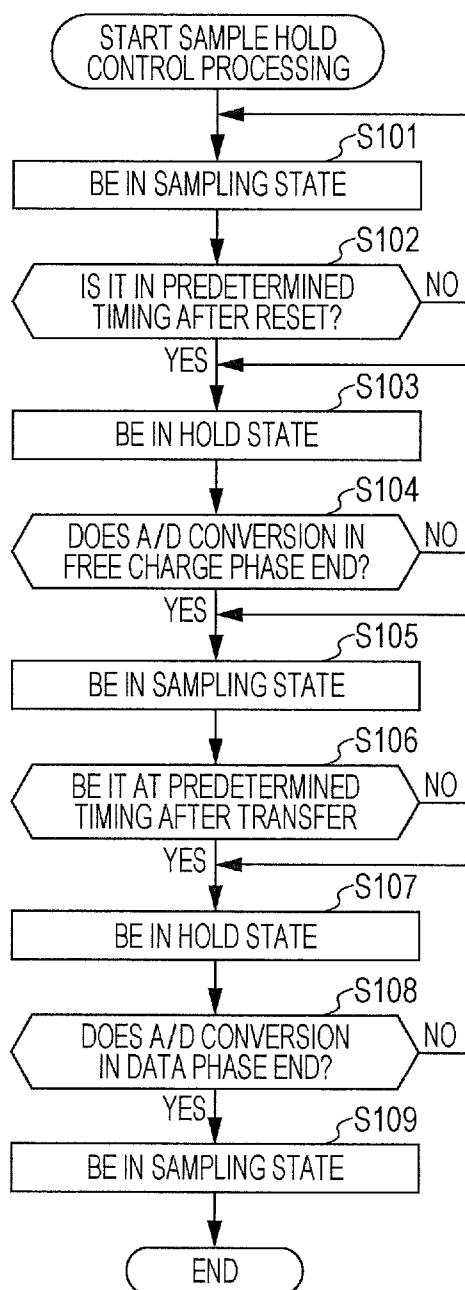 START SAMPLE HOLD
CONTROL PROCESSING
S101
BE IN SAMPLING STATE
S102
IS IT IN PREDETERMINED
TIMING AFTER RESET?
NO
YES
S103
BE IN HOLD STATE
S104
DOES A/D CONVERSION IN
FREE CHARGE PHASE END?
NO
YES
S105
BE IN SAMPLING STATE
S106
BE IT AT PREDETERMINED
TIMING AFTER TRANSFER
NO
YES
S107
BE IN HOLD STATE
S108
DOES A/D CONVERSION
IN DATA PHASE END?
NO
YES
S109
BE IN SAMPLING STATE
END